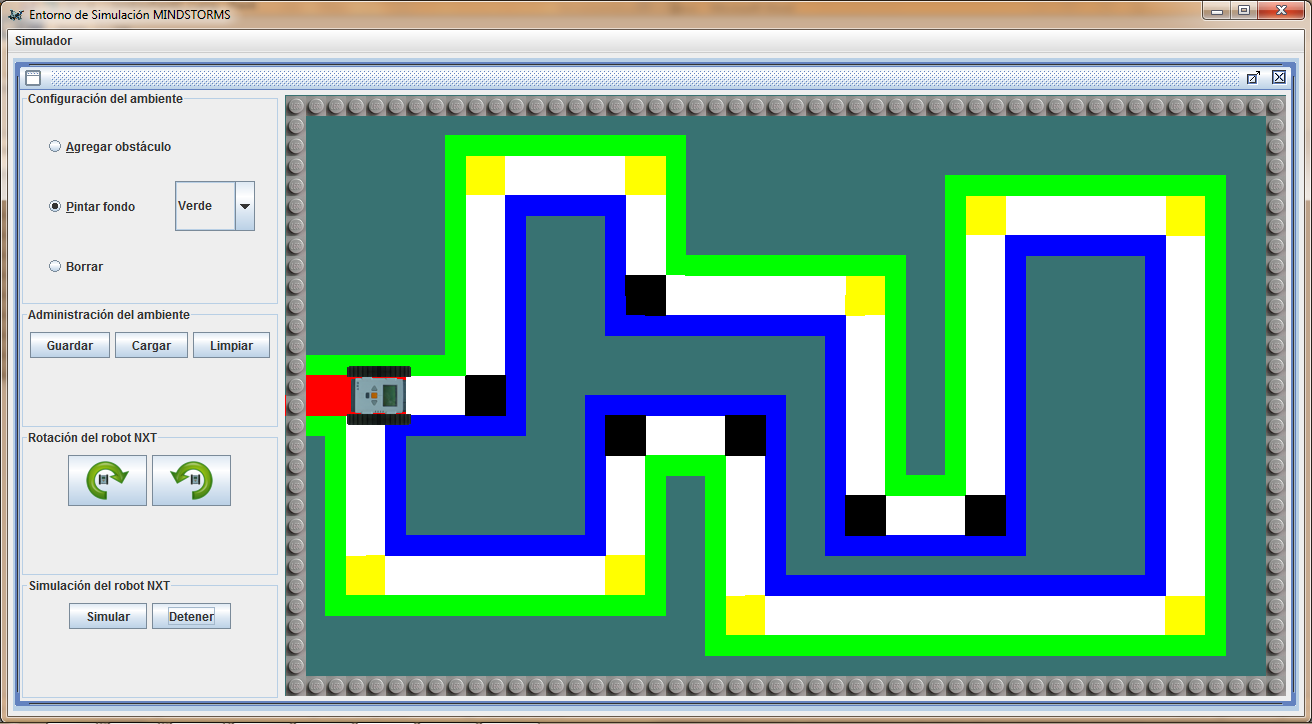 Entorno de Simulación MINDSTORMS
Simulador
Configuración del ambiente
Agregar obstáculo
Pintar fondo
Verde
Borrar
Administración del ambiente
Guardar
Cargar
Limpiar
Rotación del robot NXT
Simulación del robot NXT
Simular
Detener